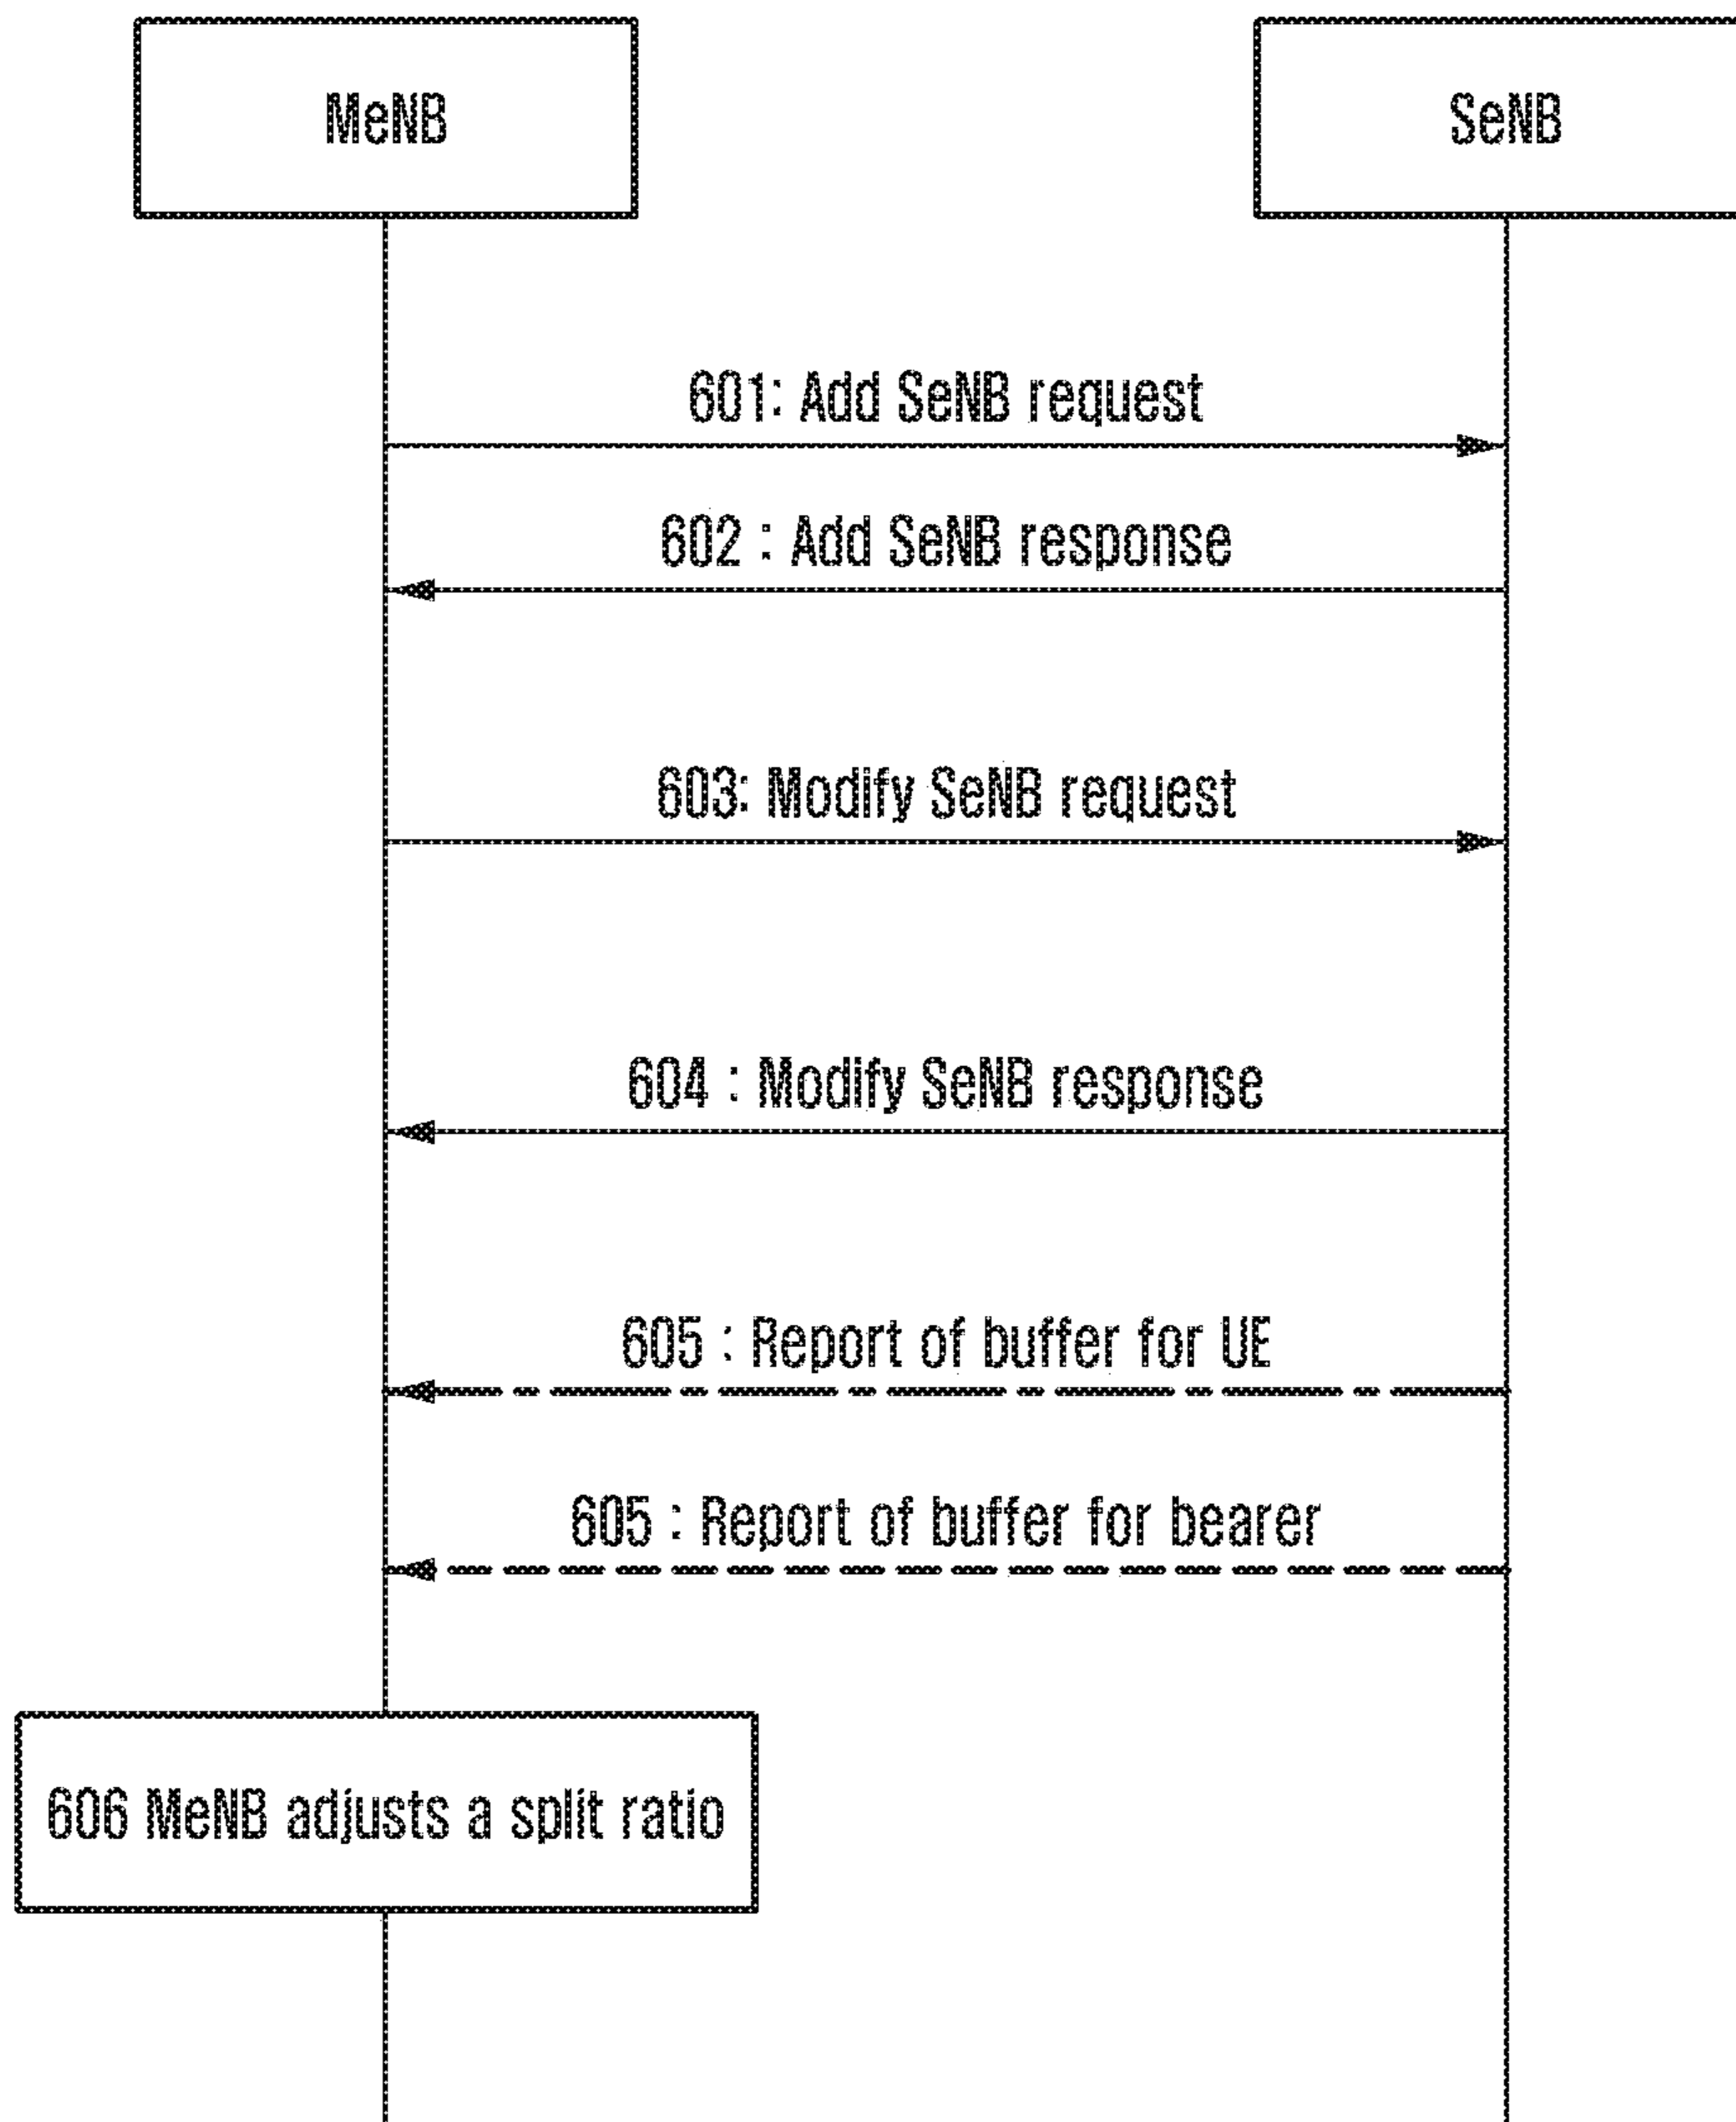 MeNB
SeNB
601: Add SeNB request
602 : Add SeNB response
603: Modify SeNB request
604 : Modify SeNB response
605 : Report of buffer for UE
605 : Report of buffer for bearer
606 MeNB adjusts a split ratio